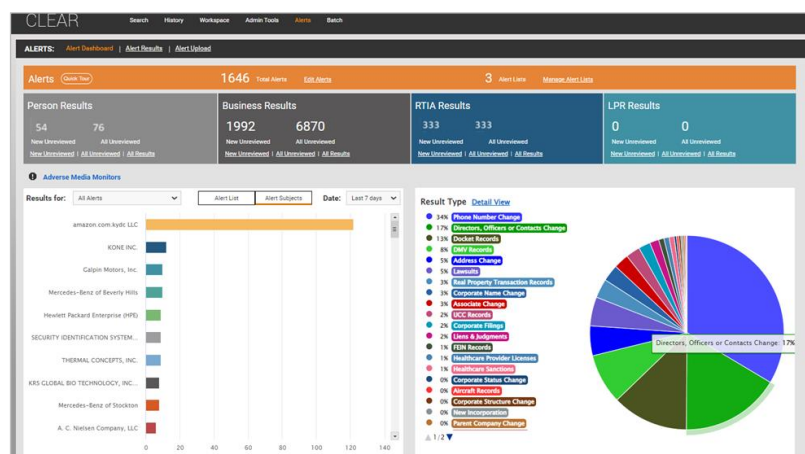 CLEAR
Search History Workspace Admin Tools Alerts Batch
ALERTS: Alert Dashboard | Alert Results | Alert Upload
Alerts Quick Tour 1646 Total Alerts Edit Alerts 3 Alert Lists Manage Alert Lists
Person Results
54 76
New Unreviewed All Unreviewed
New Unreviewed | All Unreviewed | All Results
Business Results
1992 6870
New Unreviewed All Unreviewed
New Unreviewed | All Unreviewed | All Results
RTIA Results
333 333
New Unreviewed All Unreviewed
New Unreviewed | All Unreviewed | All Results
LPR Results
0 0
New Unreviewed All Unreviewed
New Unreviewed | All Unreviewed | All Results
Adverse Media Monitors
Results for: All Alerts Alert List Alert Subjects Date: Last 7 days
amazon.com.kydc LLC
KONE INC.
Galpin Motors, Inc.
Mercedes-Benz of Beverly Hills
Hewlett Packard Enterprise (HPE)
SECURITY IDENTIFICATION SYSTEM...
THERMAL CONCEPTS, INC.
KRS GLOBAL BIO TECHNOLOGY, INC...
Mercedes-Benz of Stockton
A. C. Nielsen Company, LLC
0 20 40 60 80 100 120 140
Result Type Detail View
34% Phone Number Change
17% Directors, Officers or Contacts Change
13% Docket Records
8% DMV Records
5% Address Change
5% Lawsuits
3% Real Property Transaction Records
3% Corporate Name Change
3% Associate Change
2% UCC Records
2% Corporate Filings
2% Liens & Judgments
1% FEIN Records
1% Healthcare Provider Licenses
1% Healthcare Sanctions
0% Corporate Status Change
0% Aircraft Records
0% Corporate Structure Change
0% New Incorporation
0% Parent Company Change
1/2
Directors, Officers or Contacts Change: 17%